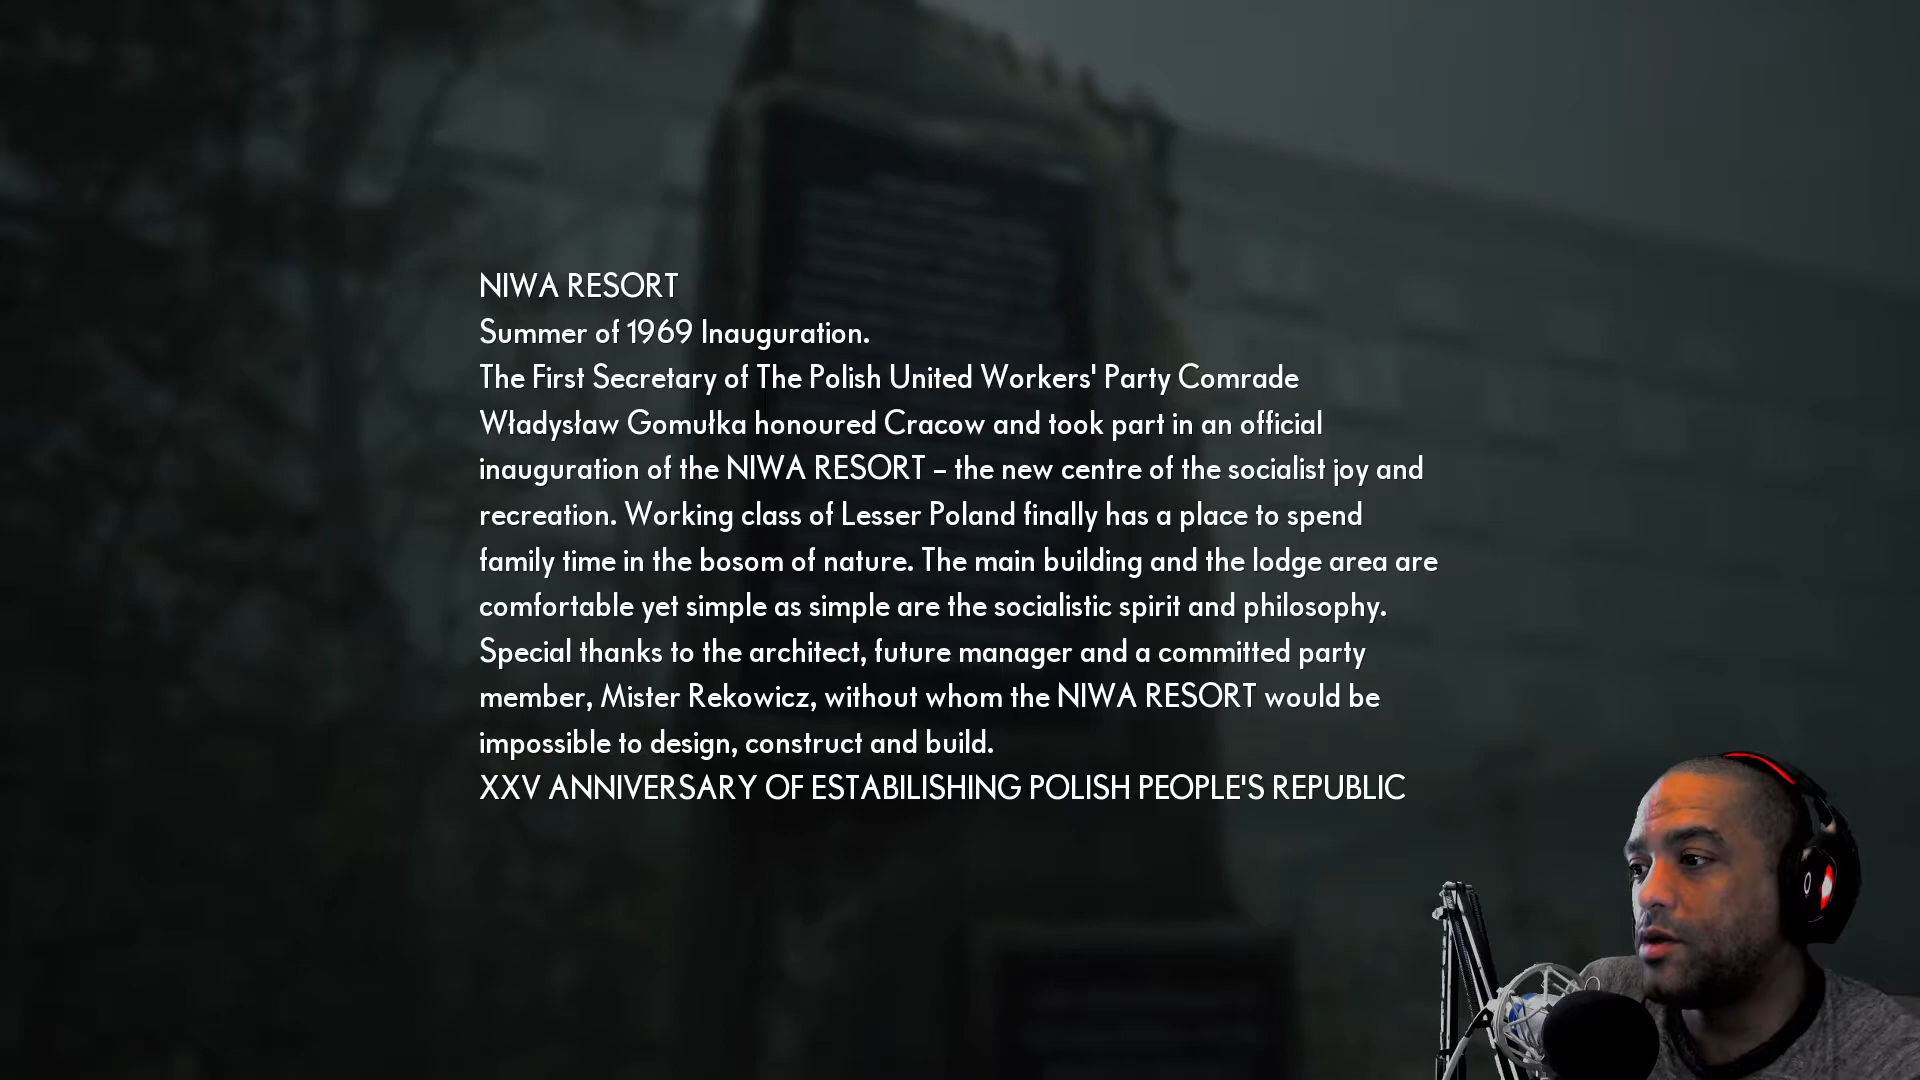 NIWA RESORT
Summer of 1969 Inauguration.
The First Secretary of The Polish United Workers' Party Comrade
Władysław Gomułka honoured Cracow and took part in an official
inauguration of the NIWA RESORT – the new centre of the socialist joy and
recreation. Working class of Lesser Poland finally has a place to spend
family time in the bosom of nature. The main building and the lodge area are
comfortable yet simple as simple are the socialistic spirit and philosophy.
Special thanks to the architect, future manager and a committed party
member, Mister Rekowicz, without whom the NIWA RESORT would be
impossible to design, construct and build.
XXV ANNIVERSARY OF ESTABILISHING POLISH PEOPLE'S REPUBLIC